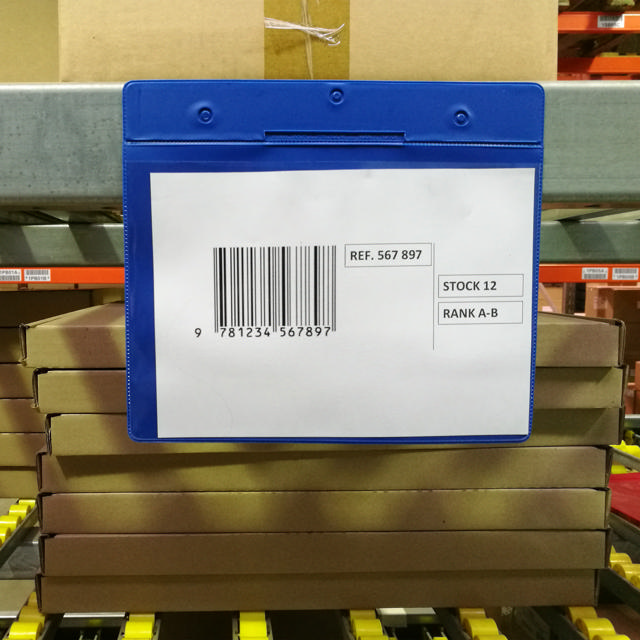 REF. 567 897
STOCK 12
RANK A-B
9 781234 567897